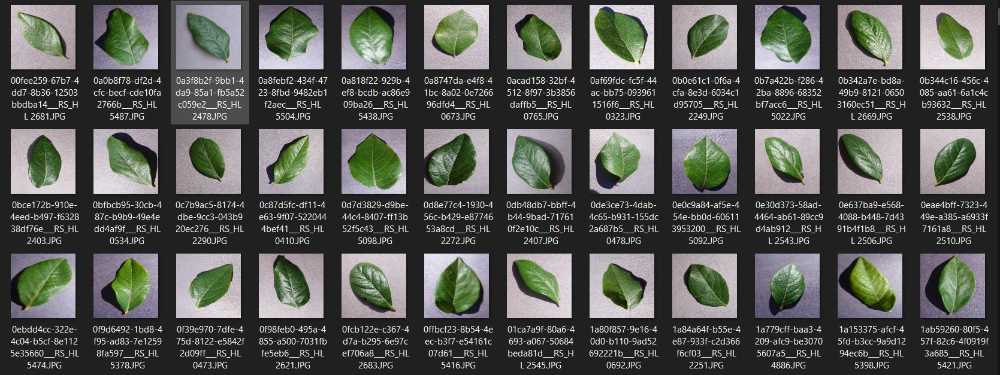 00fee259-67b7-4 0a0b8f78-df2d-4 0a3f8b2f-9bb1-4 0a8febf2-434f-47 0a818f22-929b-4 0a8747da-e4f8-4 0acad158-32bf-4 0af69fdc-fc5f-44 0b0e61c1-0f6a-4 0b7a422b-f286-4 0b342a7e-bd8a- 0b344c16-456c-4
dd7-8b36-12503 cfc-becf-cde10fa da9-85a1-fb5a52 23-8fbd-9482eb1 ef8-bcdb-ac86e9 1bc-8a02-0e7266 512-8f97-3b3856 ac-bb75-093961 cfa-8e3d-6034c1 2ba-8896-68352 49b9-8121-0650 085-aa61-6a1c4c
bbdba14___RS_H 2766b___RS_HL c059e2___RS_HL f2aec___RS_HL 09ba26___RS_HL 96dfd4___RS_HL daffb5___RS_HL 1516f6___RS_HL d95705___RS_HL bf7acc6___RS_HL 3160ec51___RS_H b93632___RS_HL
L 2681.JPG 5487.JPG 2478.JPG 5504.JPG 5438.JPG 0673.JPG 0765.JPG 0323.JPG 2249.JPG 5022.JPG L 2669.JPG 2538.JPG
0bce172b-910e- 0bfbcb95-30cb-4 0c7b9ac5-8174-4 0c87d5fc-df11-4 0d7d3829-d9be- 0d8e77c4-1930-4 0db48db7-bbff-4 0de3ce73-4dab- 0e0c9a84-af5e-4 0e30d373-58ad- 0e637ba9-e568- 0eae4bff-7323-4
4eed-b497-f6328 87c-b9b9-49e4e dbe-9cc3-043b9 e63-9f07-522044 44c4-8407-ff13b 56c-b429-e87746 b44-9bad-71761 4c65-b931-155dc 54e-bb0d-60611 4464-ab61-89cc9 4088-b448-7d43 49e-a385-a6933f
38df76e___RS_HL dd4af9f___RS_HL 20ec276___RS_HL 4bef41___RS_HL 52f5c43___RS_HL 53a8cd___RS_HL 0f2e10c___RS_HL 2a687b5___RS_HL 3953200___RS_HL d4ab912___RS_H 91b4f1b8___RS_H 7161a8___RS_HL
2403.JPG 0534.JPG 2290.JPG 0410.JPG 5098.JPG 2272.JPG 2407.JPG 0478.JPG 5092.JPG L 2543.JPG L 2506.JPG 2510.JPG
0ebdd4cc-322e- 0f9d6492-1bd8-4 0f39e970-7dfe-4 0f98feb0-495a-4 0fcb122e-c367-4 0ffbcf23-8b54-4e 01ca7a9f-80a6-4 1a80f857-9e16-4 1a84a64f-b55e-4 1a779cff-baa3-4 1a153375-afcf-4 1ab59260-80f5-4
4c04-b5cf-8e112 f95-ad83-7e1259 75d-8122-e5842f 855-a500-7031fb d7a-b295-6e97c ec-b3f7-e54161c 693-a067-50684 0d0-b110-9ad52 e87-933f-c2d366 209-afc9-be3070 5fd-b3cc-9a9d12 57f-82c6-4f0919f
5e35660___RS_HL 8fa597___RS_HL 2d09ff___RS_HL fe5eb6___RS_HL ef706a8___RS_HL 07d61___RS_HL beda81d___RS_H 692221b___RS_HL f6cf03___RS_HL 5607a5___RS_HL 94ec6b___RS_HL 3a685___RS_HL
5474.JPG 5378.JPG 0473.JPG 2621.JPG 2683.JPG 5416.JPG L 2545.JPG 0692.JPG 2251.JPG 4886.JPG 5398.JPG 5421.JPG